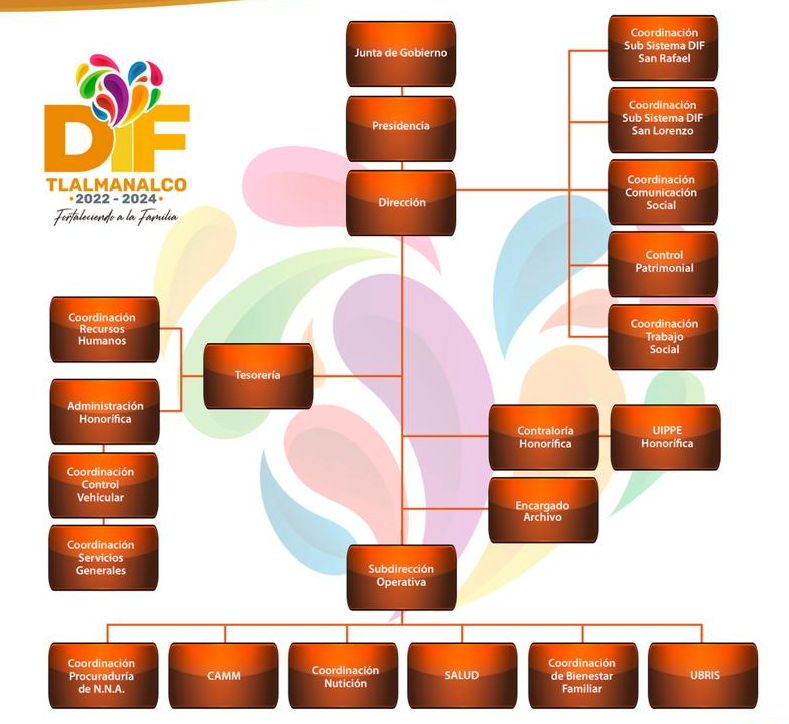 DIF
TLALMANALCO
• 2022 - 2024 •
Fortaleciendo a la Familia
Junta de Gobierno
Presidencia
Dirección
Coordinación
Sub Sistema DIF
San Rafael
Coordinación
Sub Sistema DIF
San Lorenzo
Coordinación
Comunicación
Social
Control
Patrimonial
Coordinación
Trabajo
Social
Coordinación
Recursos
Humanos
Tesorería
Administración
Honorífica
Coordinación
Control
Vehicular
Coordinación
Servicios
Generales
Contraloría
Honorífica
UIPPE
Honorífica
Encargado
Archivo
Subdirección
Operativa
Coordinación
Procuraduría
de N.N.A.
CAMM
Coordinación
Nutición
SALUD
Coordinación
de Bienestar
Familiar
UBRIS